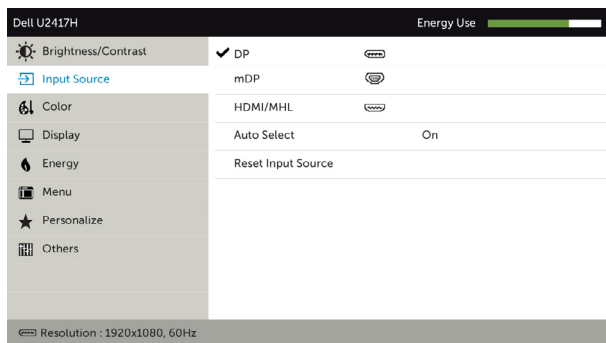 Dell U2417H Energy Use
Brightness/Contrast
Input Source
Color
Display
Energy
Menu
Personalize
Others
DP
mDP
HDMI/MHL
Auto Select On
Reset Input Source
Resolution : 1920x1080, 60Hz